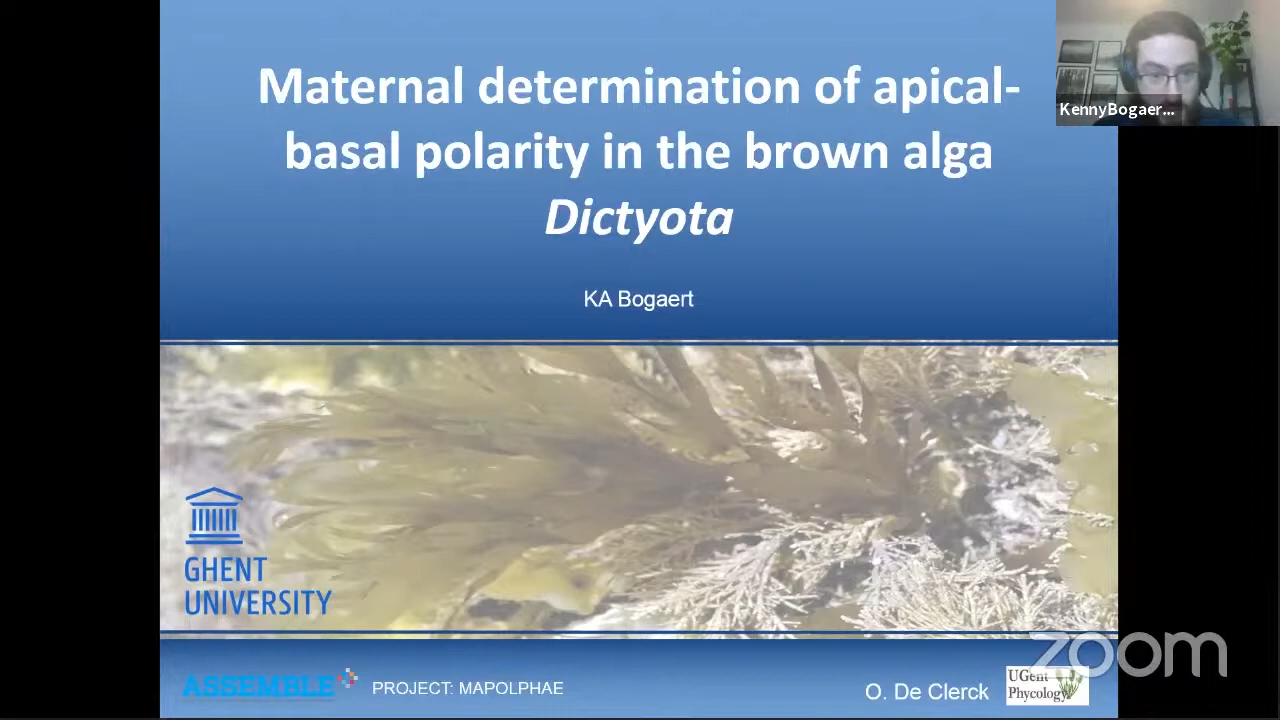 Maternal determination of apical-
basal polarity in the brown alga
Dictyota
KA Bogaert
KennyBogaer...
GHENT
UNIVERSITY
ASSEMBLE
PROJECT: MAPOLPHAE
O. De Clerck
UGent
Phycology
zoom